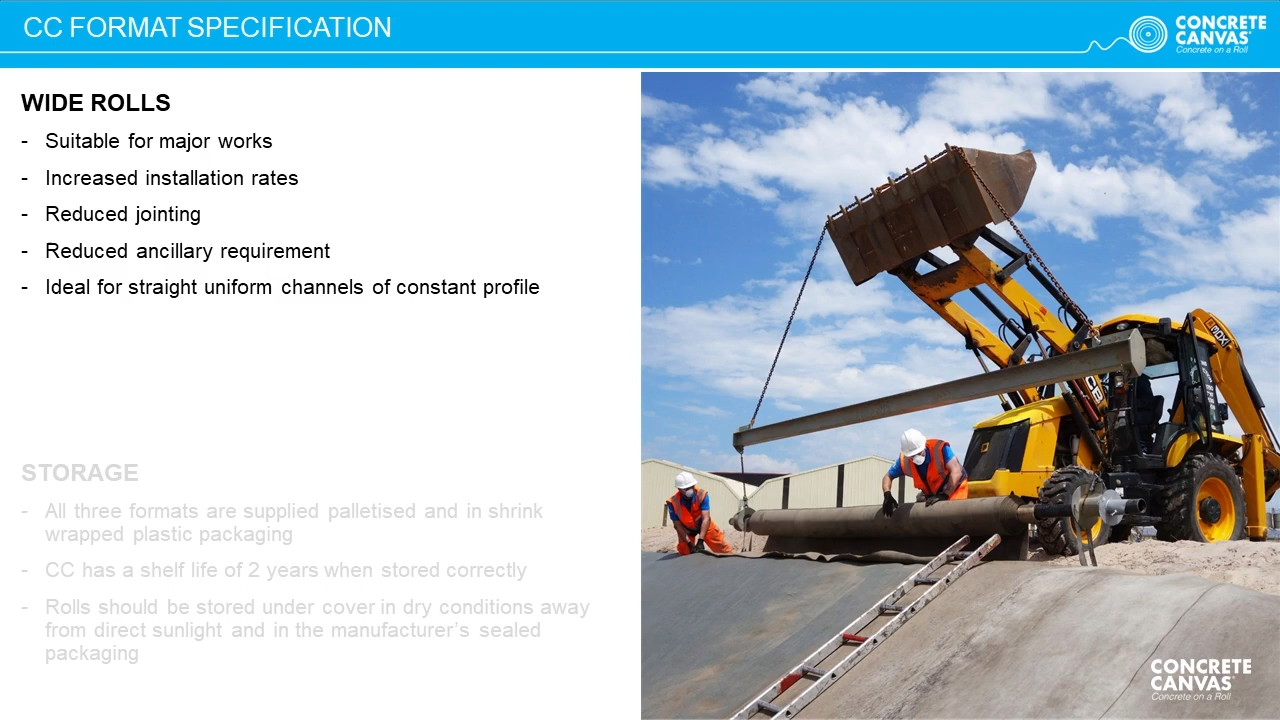 CC FORMAT SPECIFICATION
CONCRETE
CANVAS®
Concrete on a Roll
WIDE ROLLS
- Suitable for major works
- Increased installation rates
- Reduced jointing
- Reduced ancillary requirement
- Ideal for straight uniform channels of constant profile
STORAGE
- All three formats are supplied palletised and in shrink
wrapped plastic packaging
- CC has a shelf life of 2 years when stored correctly
- Rolls should be stored under cover in dry conditions away
from direct sunlight and in the manufacturer’s sealed
packaging
CONCRETE
CANVAS
Concrete on a Roll